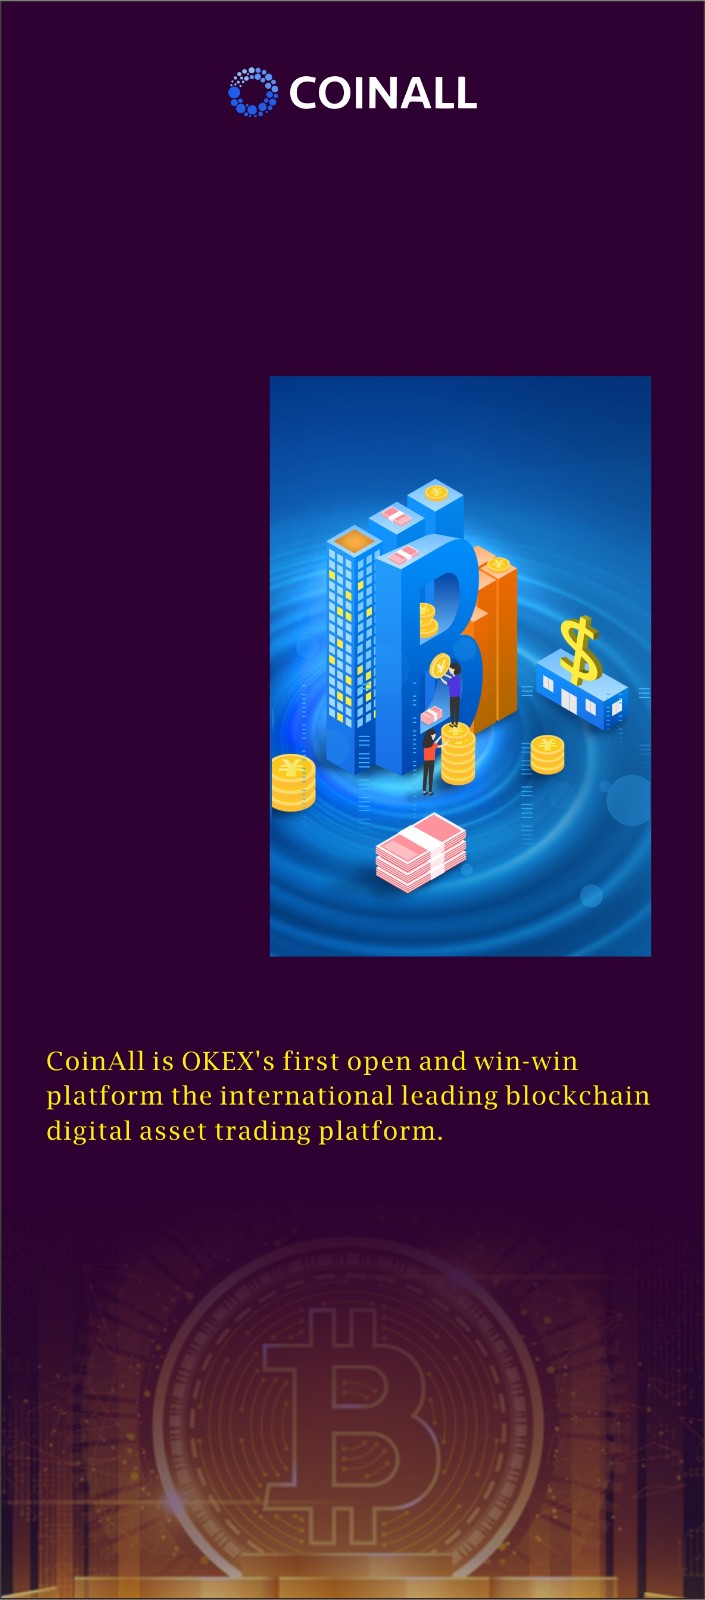 COINALL
CoinAll is OKEX's first open and win-win
platform the international leading blockchain
digital asset trading platform.